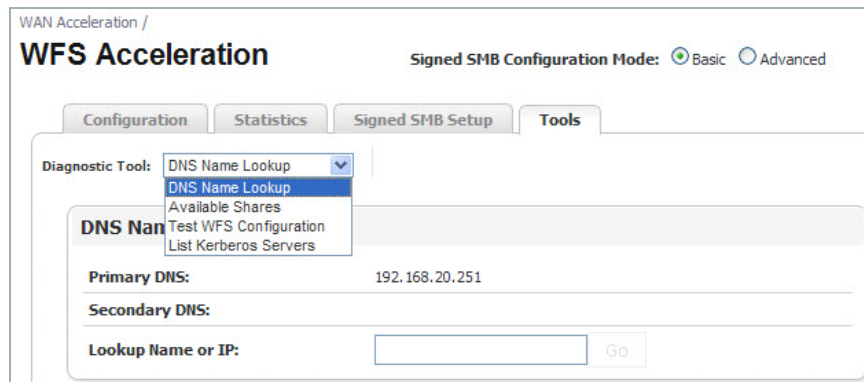 WAN Acceleration /
WFS Acceleration
Signed SMB Configuration Mode: Basic Advanced
Configuration Statistics Signed SMB Setup Tools
Diagnostic Tool: DNS Name Lookup
DNS Name Lookup
Available Shares
Test WFS Configuration
List Kerberos Servers
DNS Nam
Primary DNS: 192.168.20.251
Secondary DNS:
Lookup Name or IP: Go